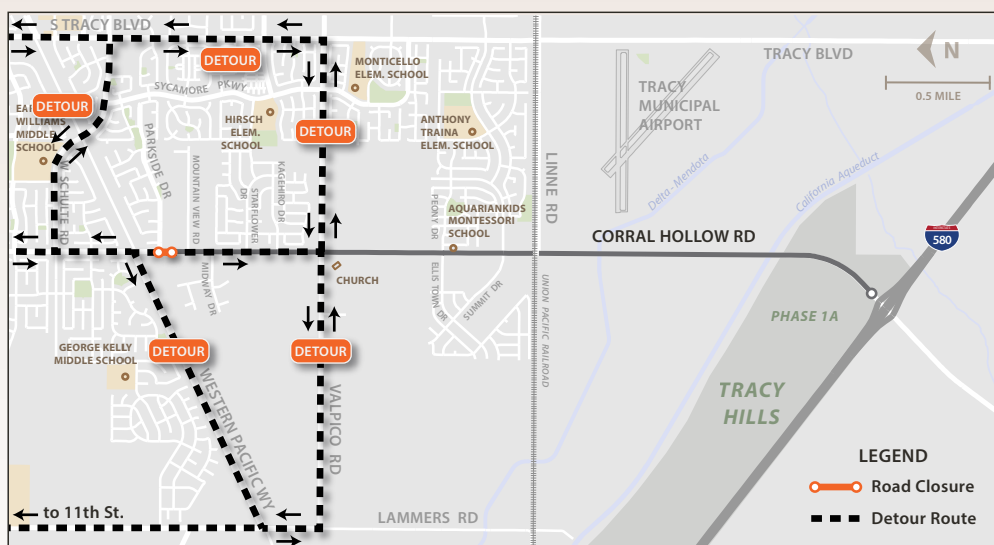 S TRACY BLVD
TRACY BLVD
N
0.5 MILE
DETOUR
MONTICELLO
ELEM. SCHOOL
SYCAMORE PKWY
DETOUR
WILLIAMS
MIDDLE
SCHOOL
PARKSIDE DR
HIRSCH
ELEM.
SCHOOL
DETOUR
ANTHONY
TRAINA
ELEM. SCHOOL
TRACY
MUNICIPAL
AIRPORT
LINNE RD
Delta-Mendota
California Aqueduct
W SCHULTE RD
MOUNTAIN VIEW RD
STARFLOWER
DR
KAGEHIRO DR
PEONY DR
AQUARIANKIDS
MONTESSORI
SCHOOL
CORRAL HOLLOW RD
INTERSTATE
580
MIDWAY DR
CHURCH
ELLIS TOWN DR
SUMMIT DR
UNION PACIFIC RAILROAD
PHASE 1A
GEORGE KELLY
MIDDLE SCHOOL
DETOUR
DETOUR
WESTERN PACIFIC WY
VALPICO RD
TRACY
HILLS
LEGEND
Road Closure
Detour Route
to 11th St.
LAMMERS RD